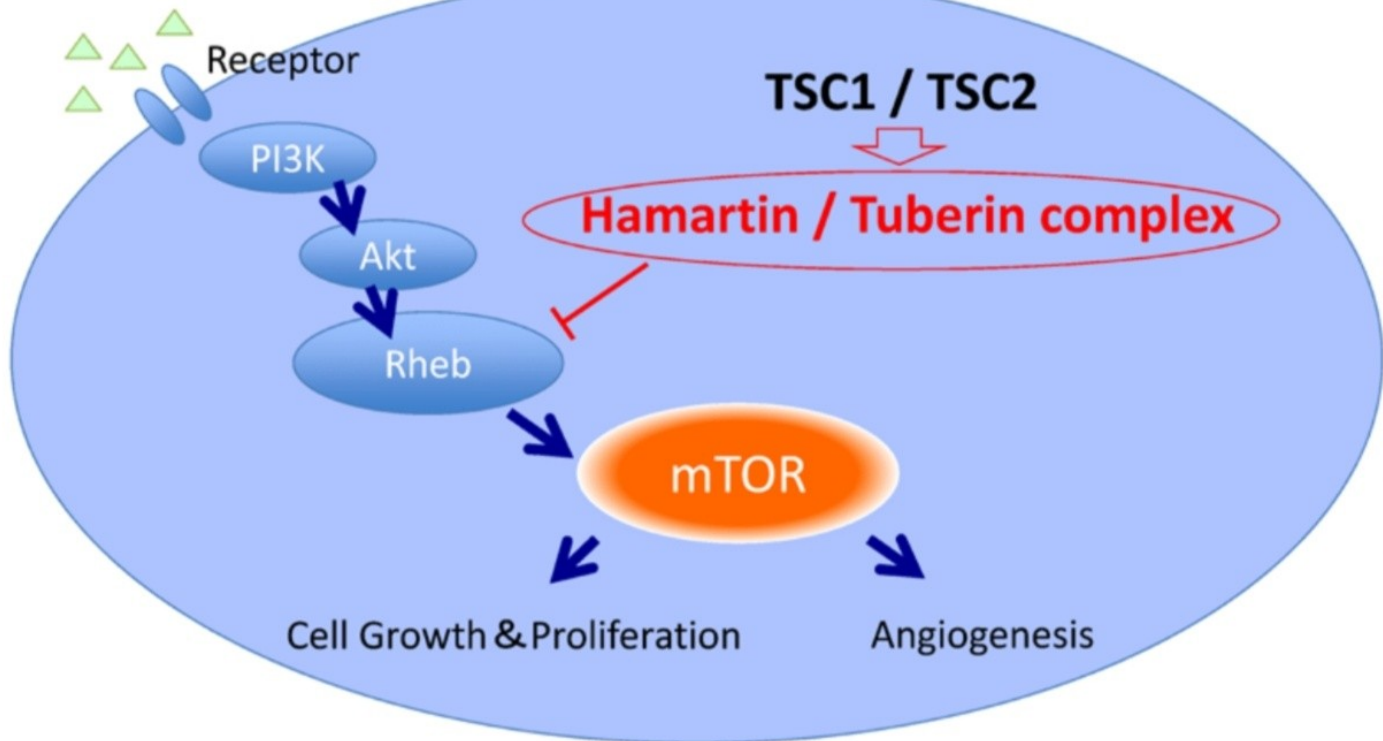 Receptor
TSC1 / TSC2
PI3K
Hamartin / Tuberin complex
Akt
Rheb
mTOR
Cell Growth & Proliferation
Angiogenesis